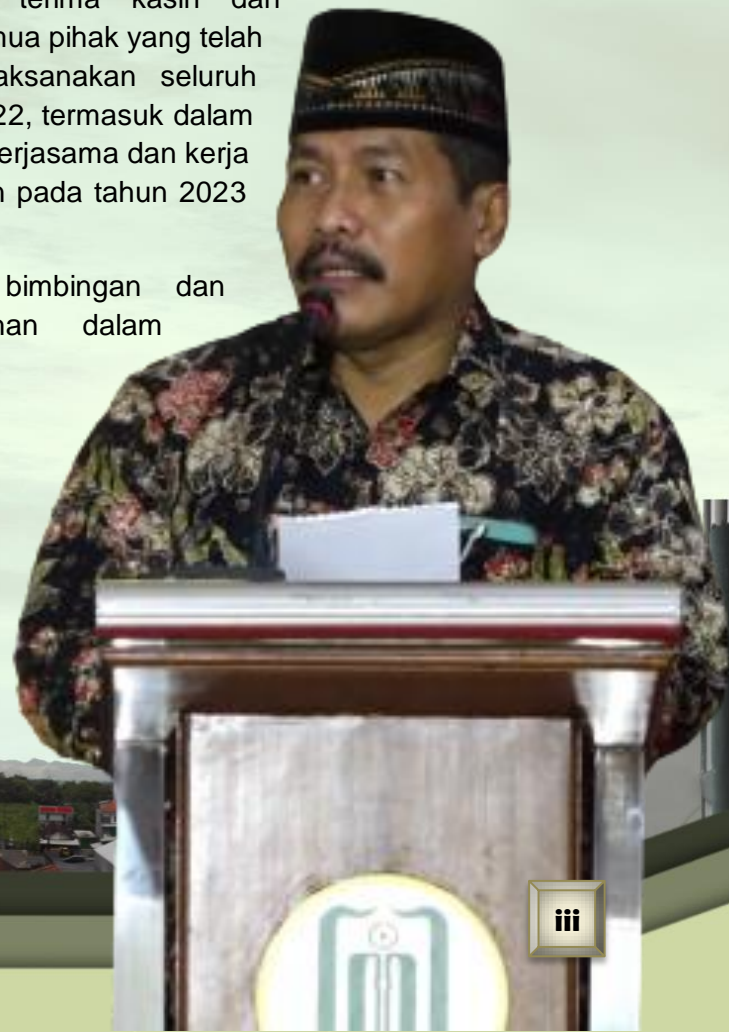 terima kasih dan
mua pihak yang telah
aksanakan seluruh
22, termasuk dalam
erjasama dan kerja
pada tahun 2023
bimbingan dan
dalam
iii